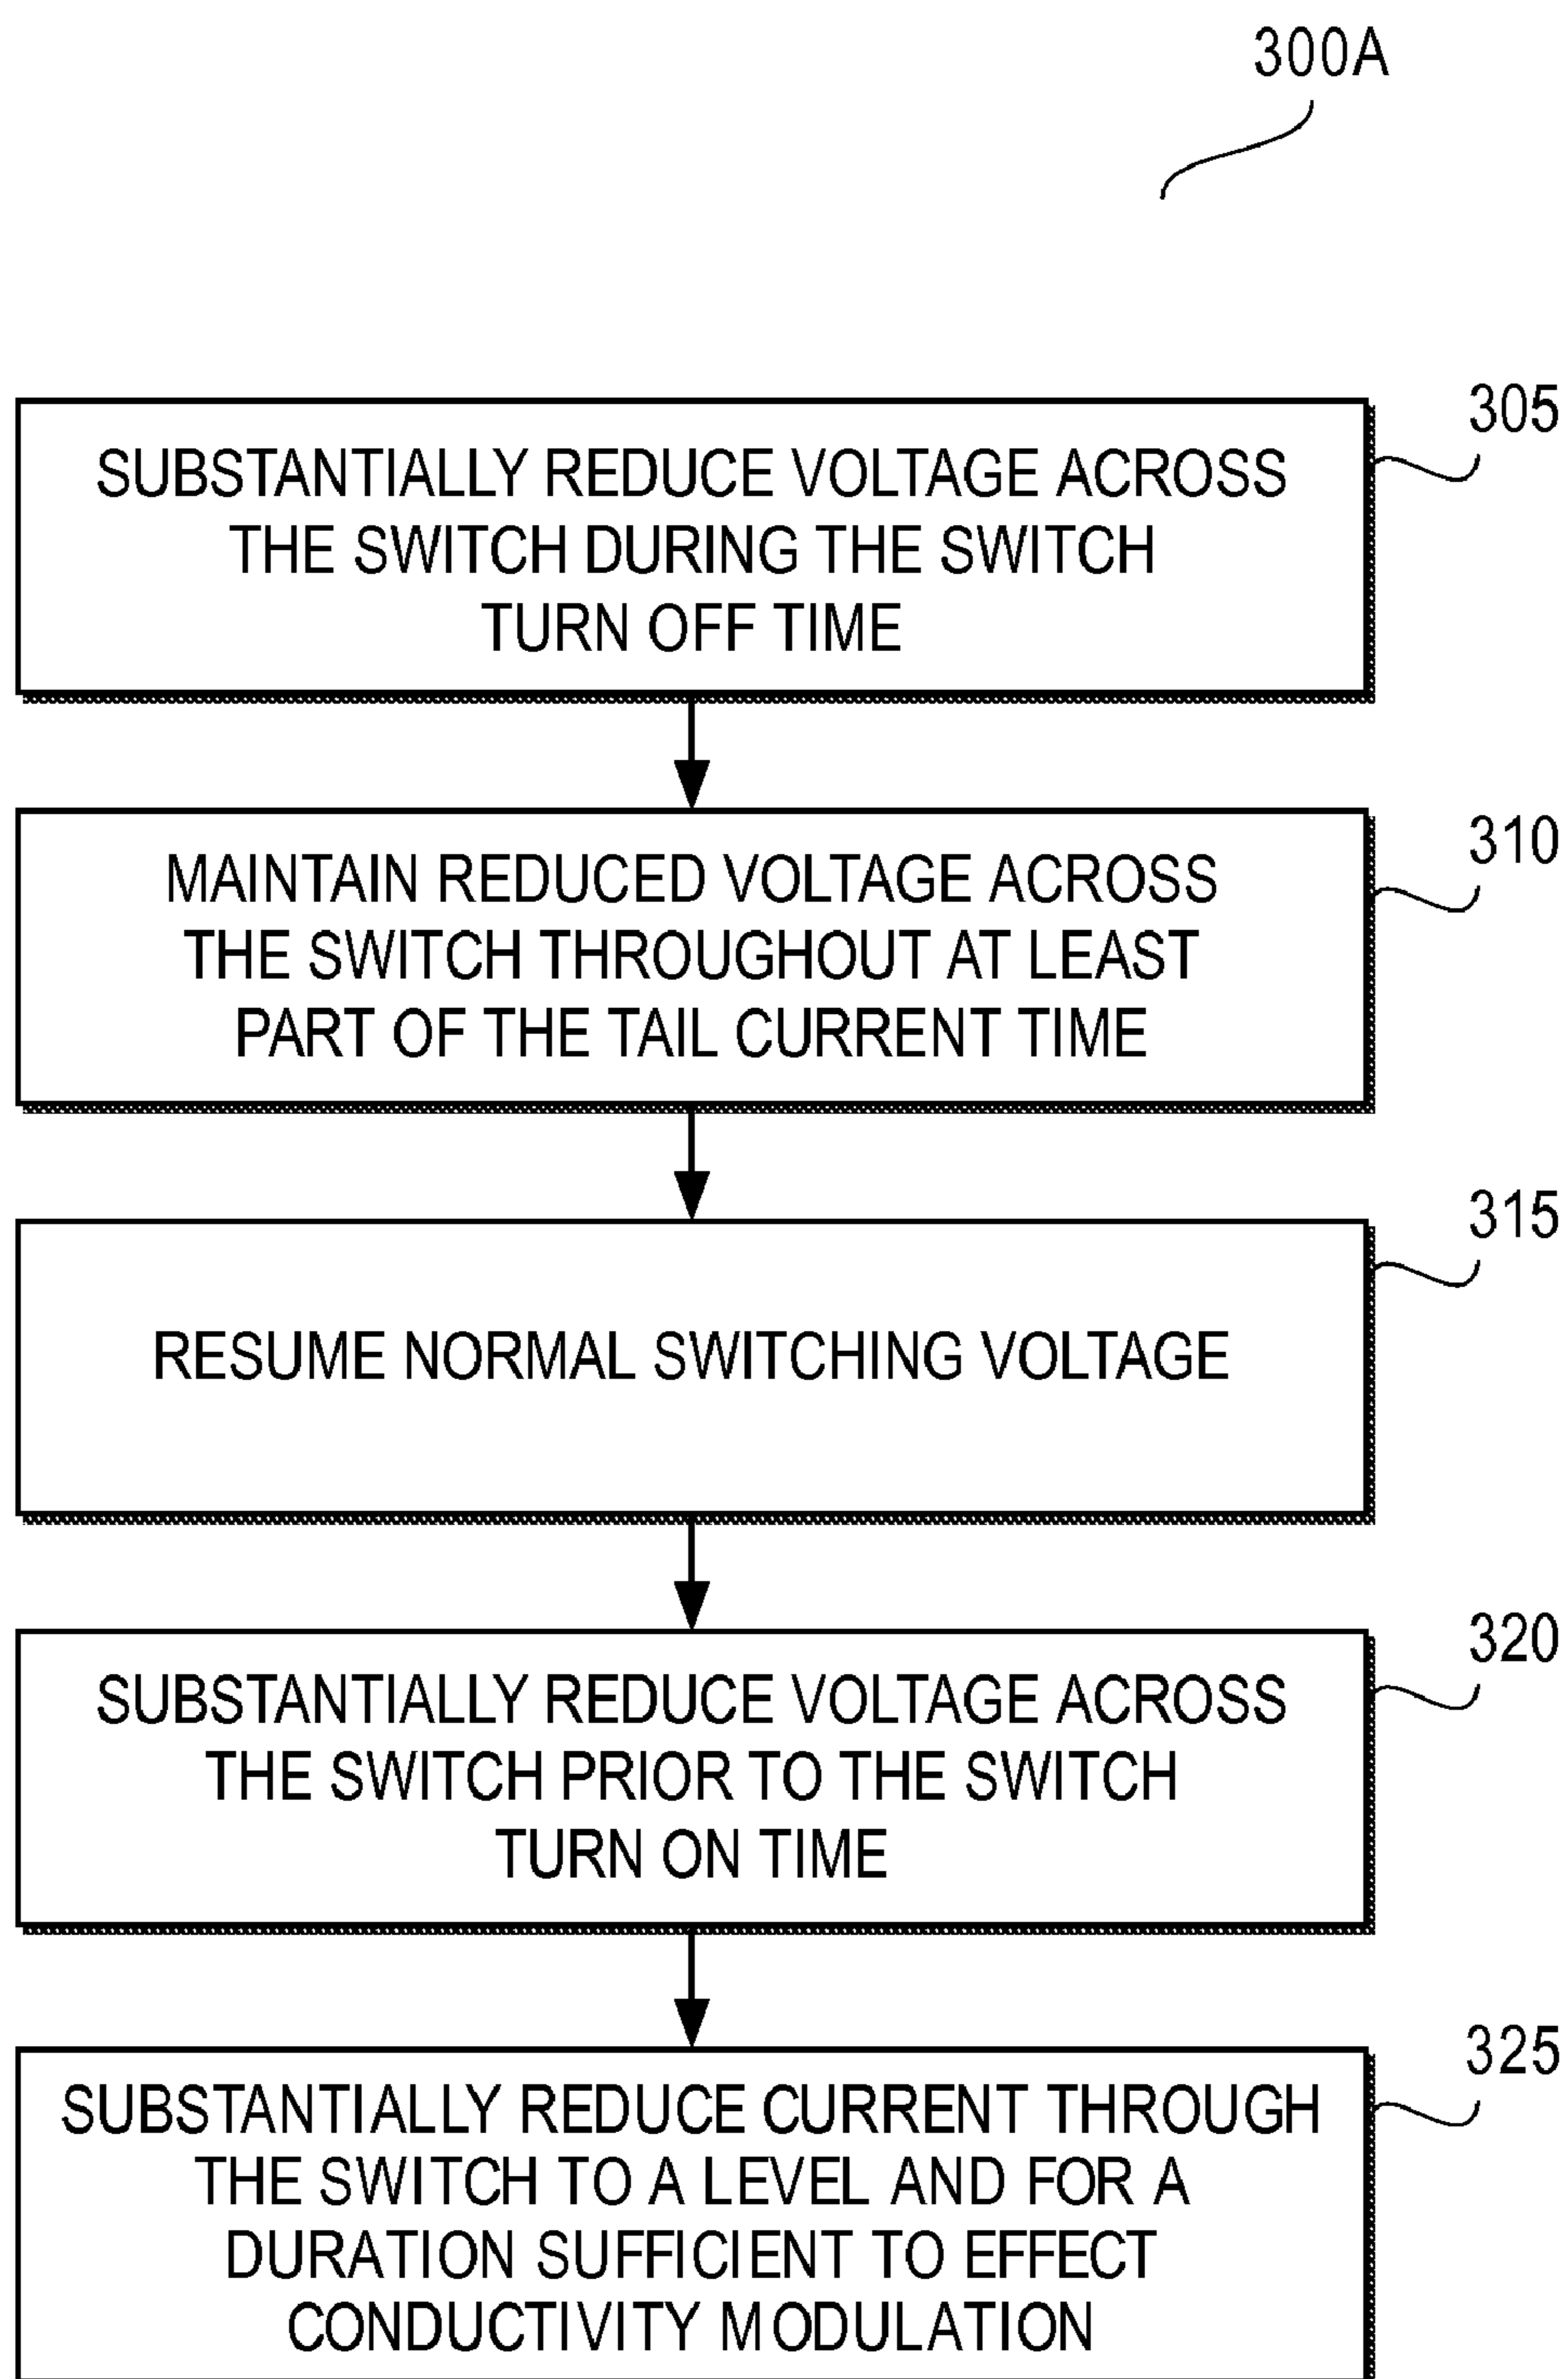 300A
305
SUBSTANTIALLY REDUCE VOLTAGE ACROSS
THE SWITCH DURING THE SWITCH
TURN OFF TIME
310
MAINTAIN REDUCED VOLTAGE ACROSS
THE SWITCH THROUGHOUT AT LEAST
PART OF THE TAIL CURRENT TIME
315
RESUME NORMAL SWITCHING VOLTAGE
320
SUBSTANTIALLY REDUCE VOLTAGE ACROSS
THE SWITCH PRIOR TO THE SWITCH
TURN ON TIME
325
SUBSTANTIALLY REDUCE CURRENT THROUGH
THE SWITCH TO A LEVEL AND FOR A
DURATION SUFFICIENT TO EFFECT
CONDUCTIVITY MODULATION